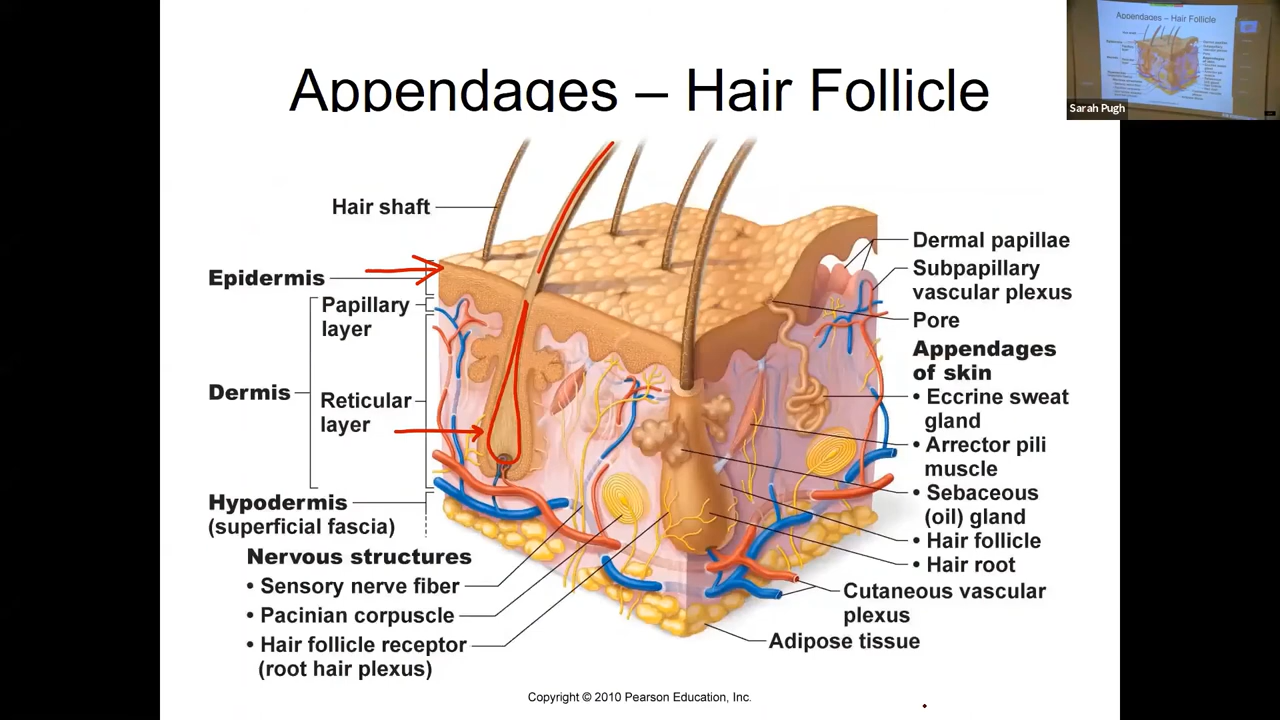 Appendages – Hair Follicle
Sarah Pugh
Appendages – Hair Follicle
Hair shaft
Epidermis
Papillary
layer
Dermis
Reticular
layer
Hypodermis
(superficial fascia)
Nervous structures
• Sensory nerve fiber
• Pacinian corpuscle
• Hair follicle receptor
(root hair plexus)
Dermal papillae
Subpapillary
vascular plexus
Pore
Appendages
of skin
• Eccrine sweat
gland
• Arrector pili
muscle
• Sebaceous
(oil) gland
• Hair follicle
• Hair root
Cutaneous vascular
plexus
Adipose tissue
Copyright © 2010 Pearson Education, Inc.